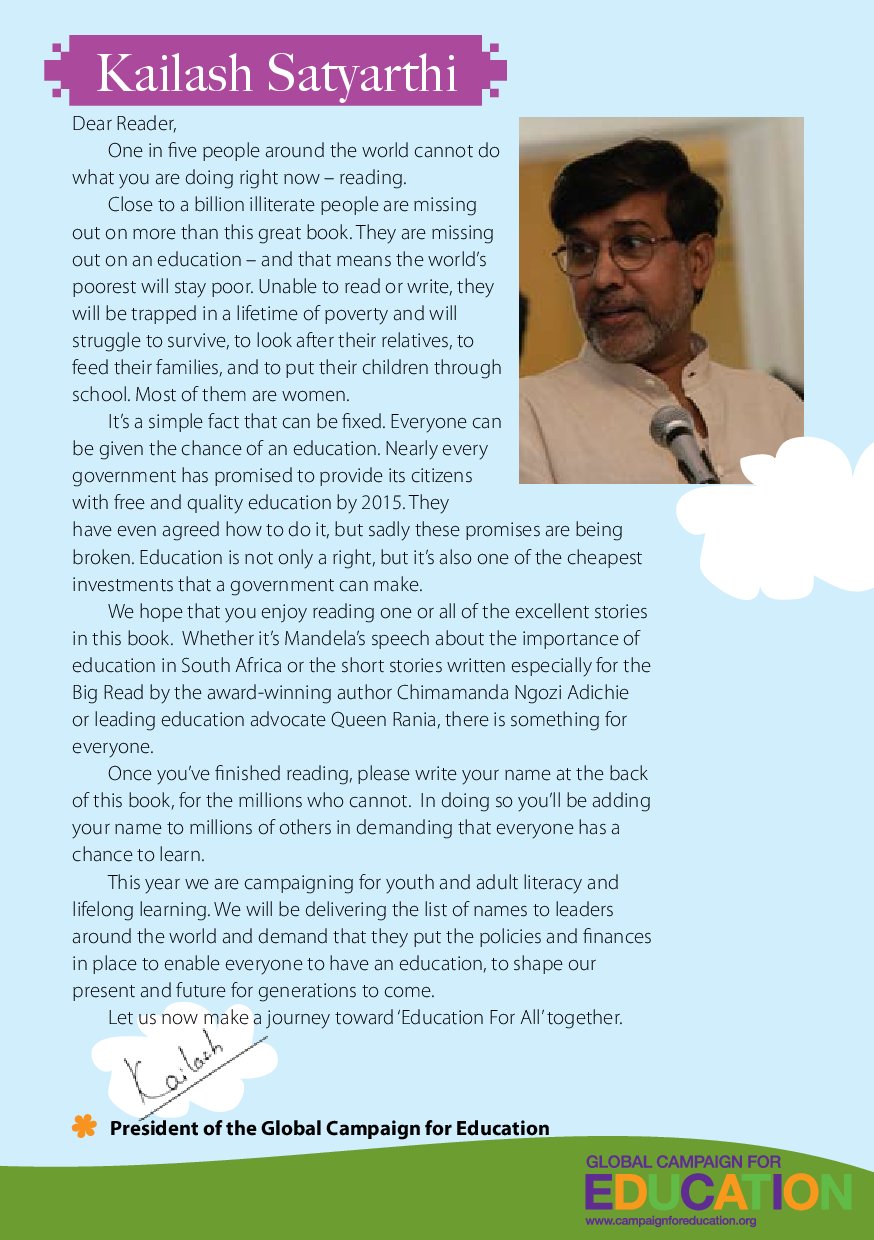 Kailash Satyarthi
Dear Reader,
One in five people around the world cannot do
what you are doing right now – reading.
Close to a billion illiterate people are missing
out on more than this great book. They are missing
out on an education – and that means the world’s
poorest will stay poor. Unable to read or write, they
will be trapped in a lifetime of poverty and will
struggle to survive, to look after their relatives, to
feed their families, and to put their children through
school. Most of them are women.
It’s a simple fact that can be fixed. Everyone can
be given the chance of an education. Nearly every
government has promised to provide its citizens
with free and quality education by 2015. They
have even agreed how to do it, but sadly these promises are being
broken. Education is not only a right, but it’s also one of the cheapest
investments that a government can make.
We hope that you enjoy reading one or all of the excellent stories
in this book.  Whether it’s Mandela’s speech about the importance of
education in South Africa or the short stories written especially for the
Big Read by the award-winning author Chimamanda Ngozi Adichie
or leading education advocate Queen Rania, there is something for
everyone.
Once you’ve finished reading, please write your name at the back
of this book, for the millions who cannot.  In doing so you’ll be adding
your name to millions of others in demanding that everyone has a
chance to learn.
This year we are campaigning for youth and adult literacy and
lifelong learning. We will be delivering the list of names to leaders
around the world and demand that they put the policies and finances
in place to enable everyone to have an education, to shape our
present and future for generations to come.
Let us now make a journey toward ‘Education For All’ together.
Kailash
President of the Global Campaign for Education
GLOBAL CAMPAIGN FOR
EDUCATION
www.campaignforeducation.org